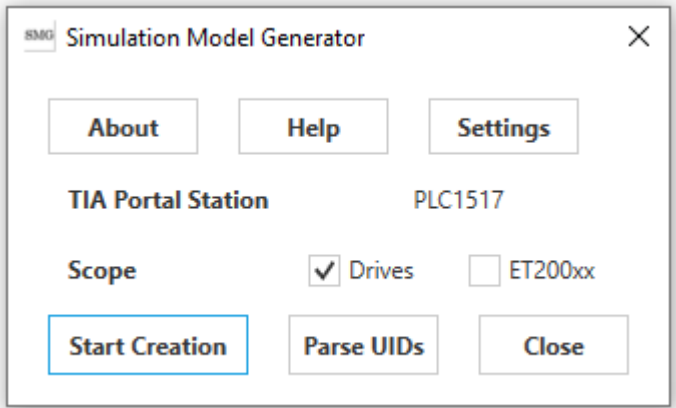 SMG Simulation Model Generator
About Help Settings
TIA Portal Station PLC1517
Scope Drives ET200xx
Start Creation Parse UIDs Close